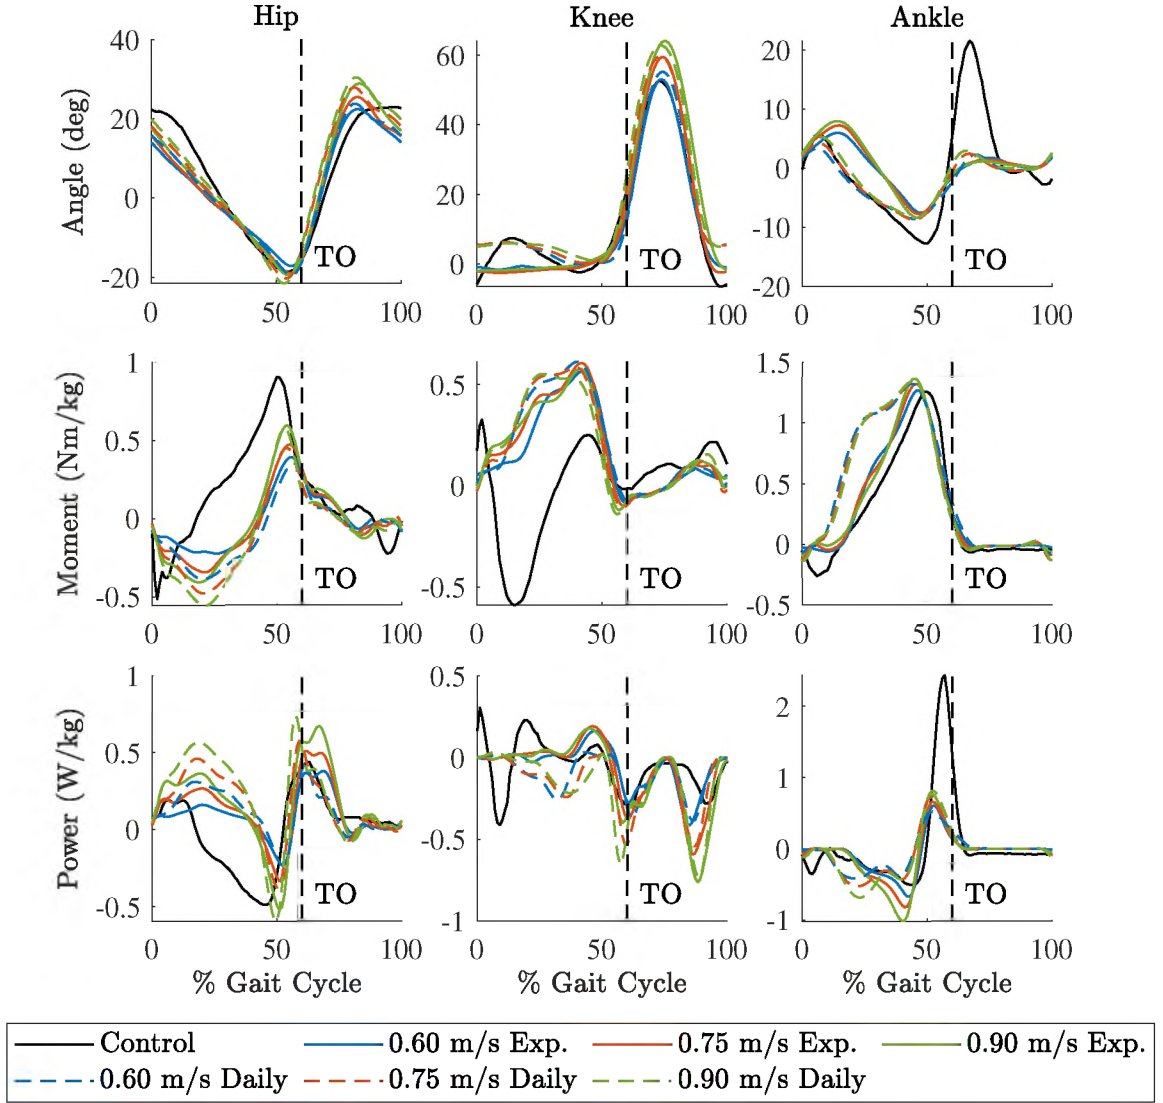 Hip Knee Ankle
40
20
0
-20
Angle (deg)
TO
0 50 100
60
40
20
0
TO
0 50 100
20
10
0
-10
-20
TO
0 50 100
1
0.5
0
-0.5
Moment (Nm/kg)
TO
0 50 100
0.5
0
-0.5
TO
0 50 100
1.5
1
0.5
0
-0.5
TO
0 50 100
1
0.5
0
-0.5
Power (W/kg)
TO
0 50 100
% Gait Cycle
0.5
0
-0.5
-1
TO
0 50 100
% Gait Cycle
2
1
0
-1
TO
0 50 100
% Gait Cycle
Control 0.60 m/s Exp. 0.75 m/s Exp. 0.90 m/s Exp.
0.60 m/s Daily 0.75 m/s Daily 0.90 m/s Daily